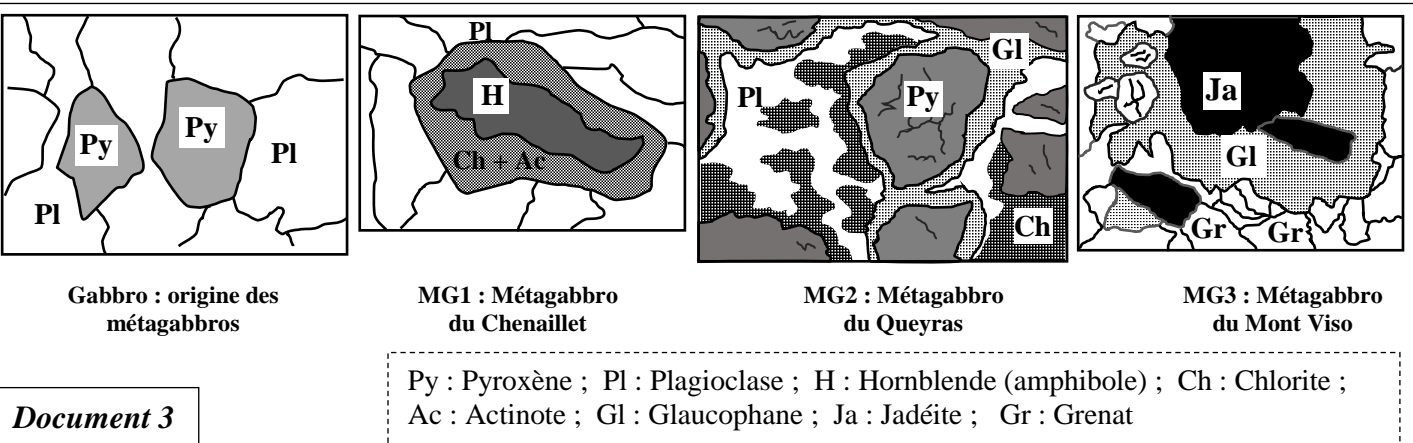 Py
Py
Pl
Pl
Pl
H
Ch + Ac
Pl
Py
Gl
Ch
Ja
Gl
Gr
Gr
Gabbro : origine des
métagabbros
MG1 : Métagabbro
du Chenaillet
MG2 : Métagabbro
du Queyras
MG3 : Métagabbro
du Mont Viso
Py : Pyroxène ; Pl : Plagioclase ; H : Hornblende (amphibole) ; Ch : Chlorite ;
Ac : Actinote ; Gl : Glaucophane ; Ja : Jadéite ; Gr : Grenat
Document 3